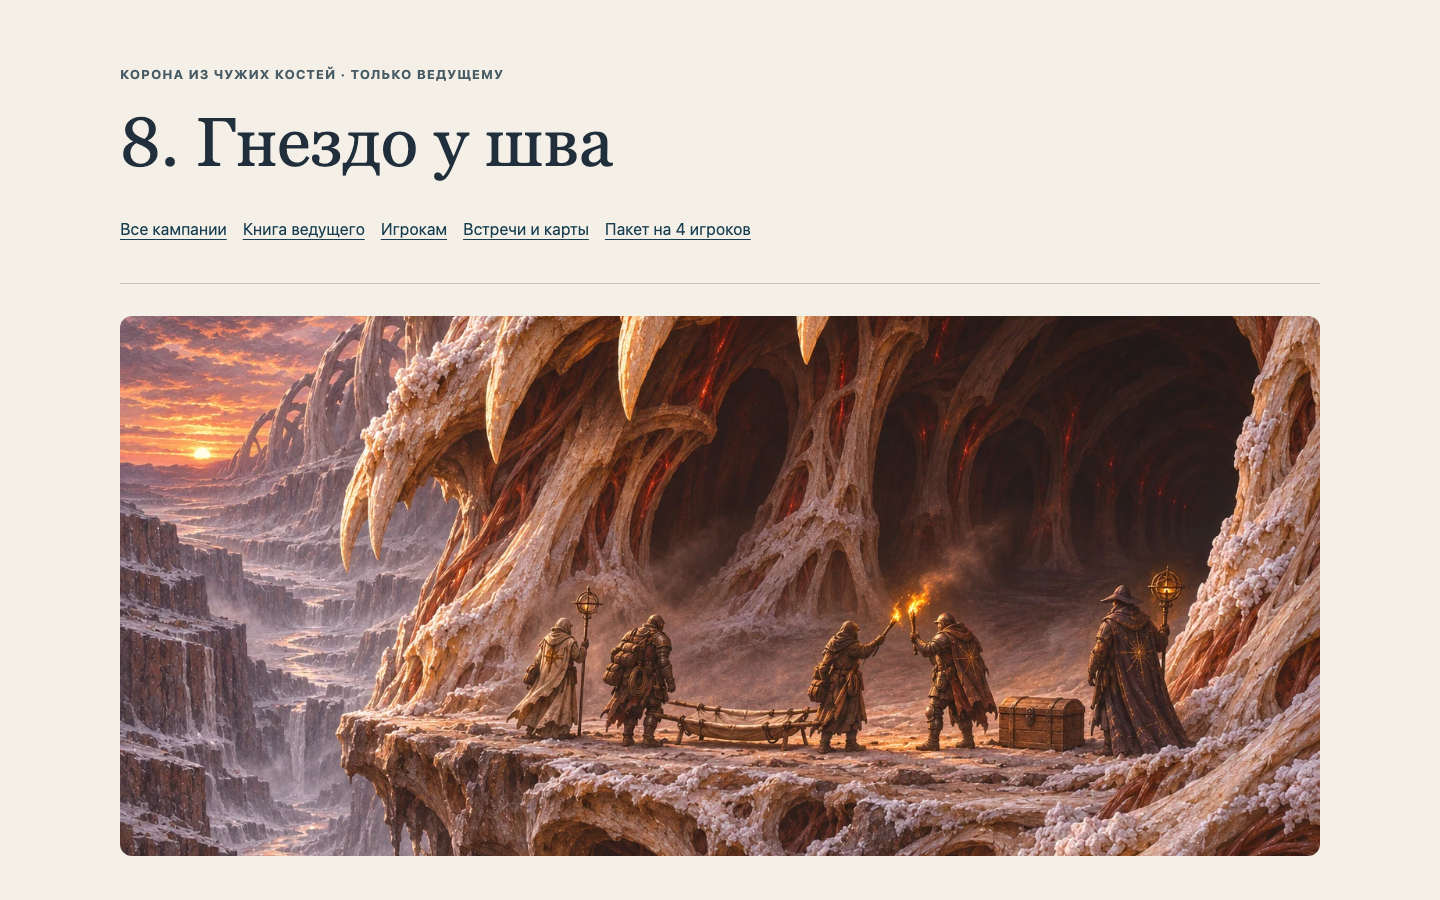 КОРОНА ИЗ ЧУЖИХ КОСТЕЙ · ТОЛЬКО ВЕДУЩЕМУ
8. Гнездо у шва
Все кампании Книга ведущего Игрокам Встречи и карты Пакет на 4 игроков